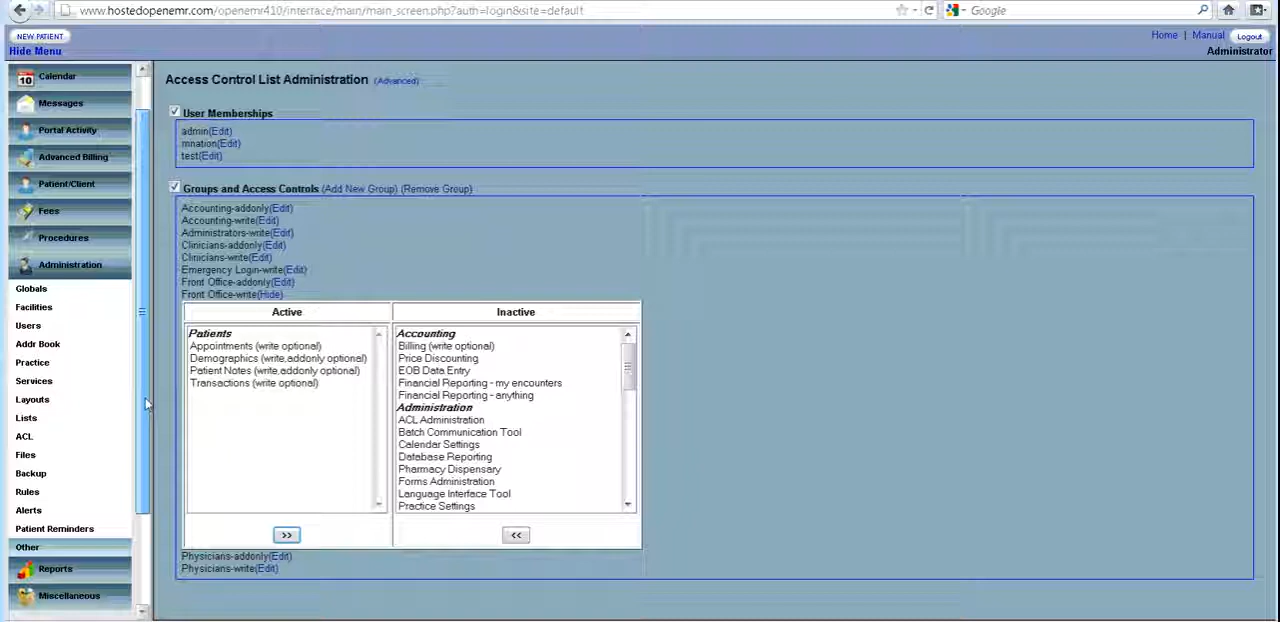 www.hostedopenemr.com/openemr410/interface/main/main_screen.php?auth=login&site=default
Google
NEW PATIENT
Home | Manual Logout
Hide Menu
Administrator
10 Calendar
Messages
Portal Activity
Advanced Billing
Patient/Client
Fees
Procedures
Administration
Globals
Facilities
Users
Addr Book
Practice
Services
Layouts
Lists
ACL
Files
Backup
Rules
Alerts
Patient Reminders
Other
Reports
Miscellaneous
Access Control List Administration (Advanced)
User Memberships
admin(Edit)
mnation(Edit)
test(Edit)
Groups and Access Controls (Add New Group) (Remove Group)
Accounting-addonly(Edit)
Accounting-write(Edit)
Administrators-write(Edit)
Clinicians-addonly(Edit)
Clinicians-write(Edit)
Emergency Login-write(Edit)
Front Office-addonly(Edit)
Front Office-write(Hide)
Active
Patients
Appointments (write optional)
Demographics (write,addonly optional)
Patient Notes (write,addonly optional)
Transactions (write optional)
>>
Inactive
Accounting
Billing (write optional)
Price Discounting
EOB Data Entry
Financial Reporting - my encounters
Financial Reporting - anything
Administration
ACL Administration
Batch Communication Tool
Calendar Settings
Database Reporting
Pharmacy Dispensary
Forms Administration
Language Interface Tool
Practice Settings
<<
Physicians-addonly(Edit)
Physicians-write(Edit)